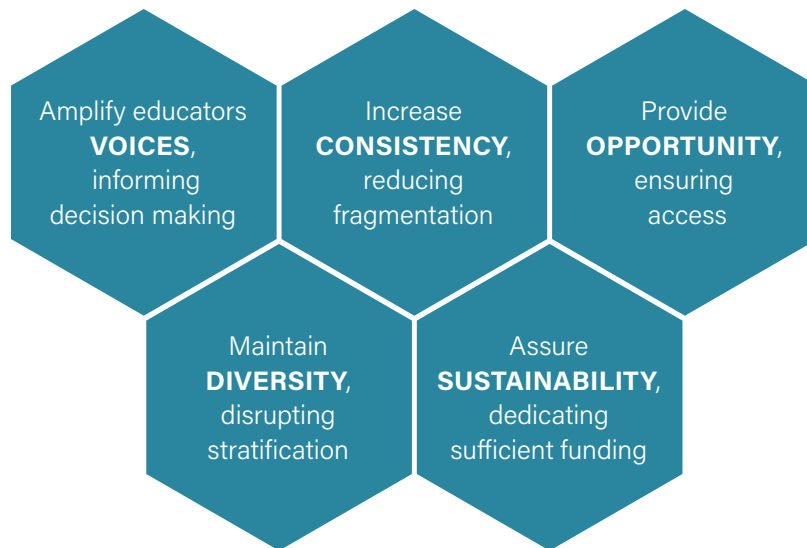 Amplify educators
VOICES,
informing
decision making
Increase
CONSISTENCY,
reducing
fragmentation
Provide
OPPORTUNITY,
ensuring
access
Maintain
DIVERSITY,
disrupting
stratification
Assure
SUSTAINABILITY,
dedicating
sufficient funding